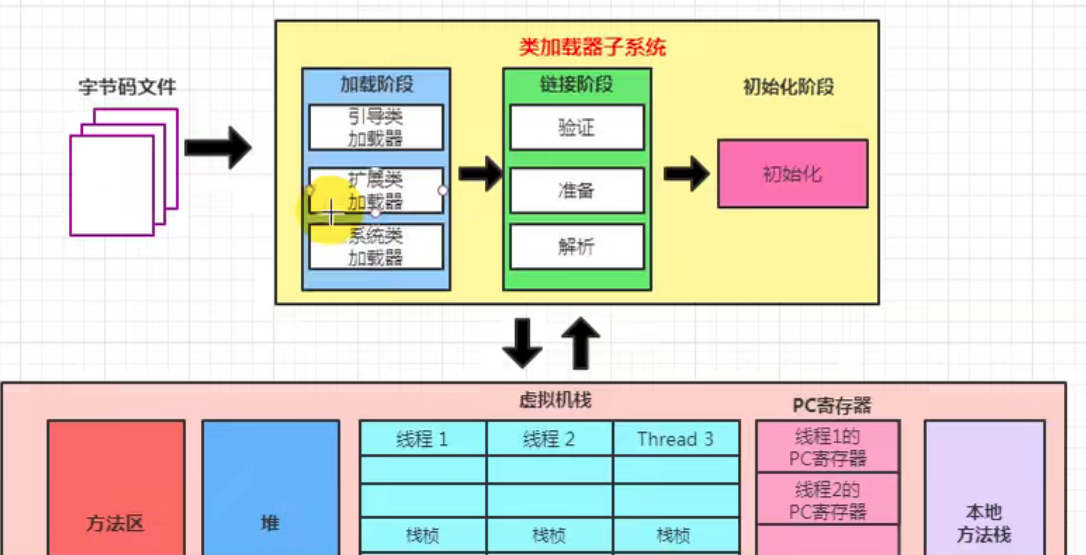 类加载器子系统
字节码文件
加载阶段
引导类
加载器
扩展类
加载器
系统类
加载器
链接阶段
验证
准备
解析
初始化阶段
初始化
虚拟机栈
PC寄存器
方法区
堆
线程 1
线程 2
Thread 3
栈桢
栈桢
栈桢
线程1的
PC寄存器
线程2的
PC寄存器
本地
方法栈